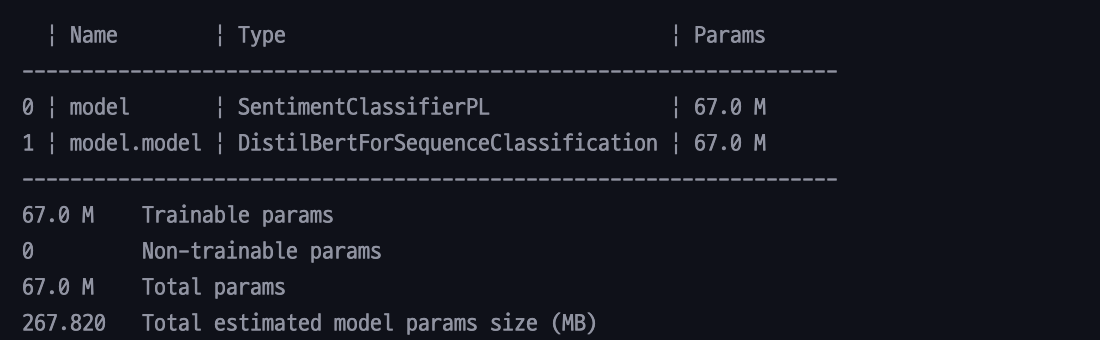 ¦ Name        ¦ Type                                ¦ Params
--------------------------------------------------------------------
0 ¦ model       ¦ SentimentClassifierPL               ¦ 67.0 M
1 ¦ model.model ¦ DistilBertForSequenceClassification ¦ 67.0 M
--------------------------------------------------------------------
67.0 M    Trainable params
0         Non-trainable params
67.0 M    Total params
267.820   Total estimated model params size (MB)